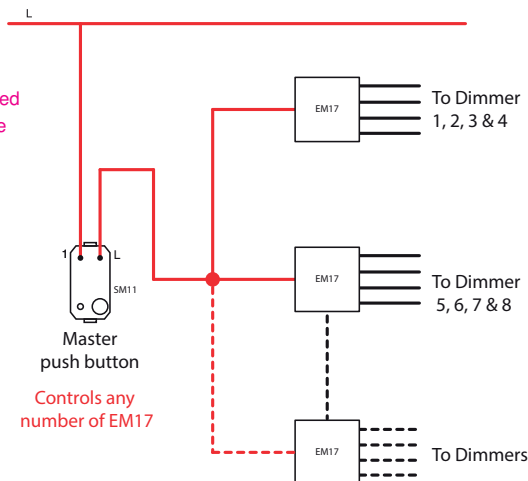 L
ed
e
EM17
To Dimmer
1, 2, 3 & 4
1
L
SM11
EM17
To Dimmer
5, 6, 7 & 8
Master
push button
Controls any
number of EM17
EM17
To Dimmers